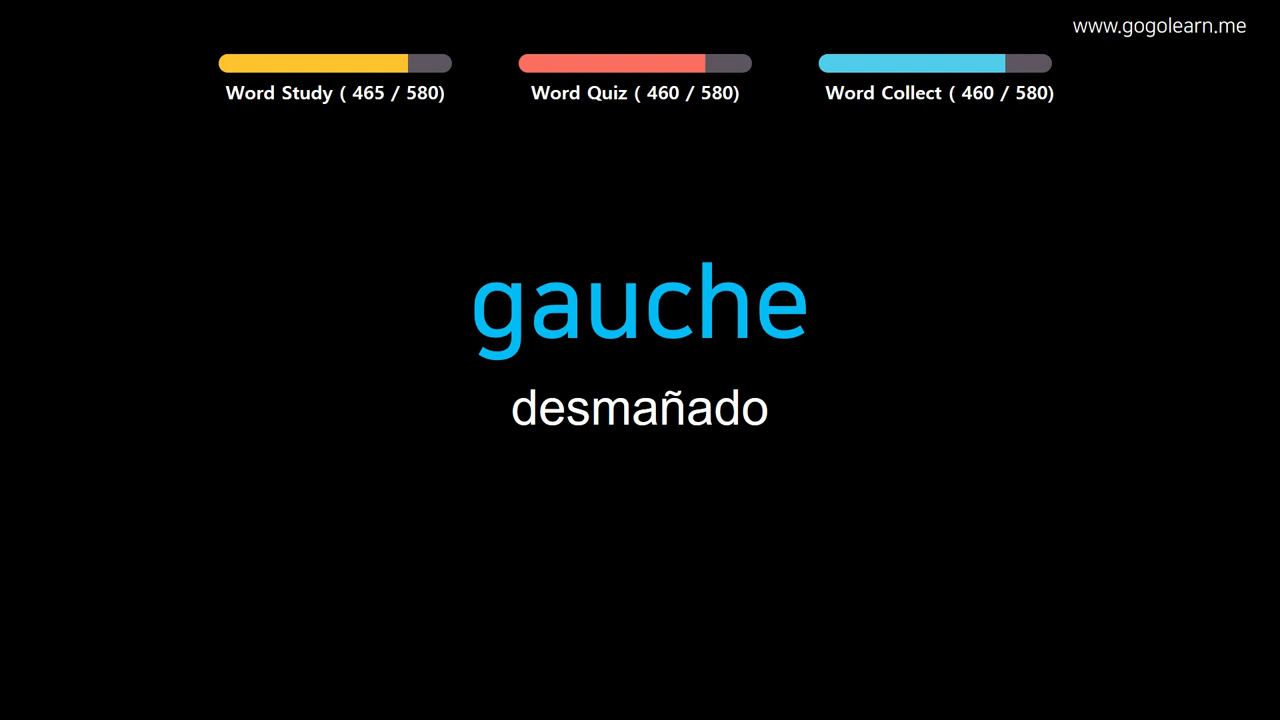 www.gogolearn.me
Word Study ( 465 / 580)
Word Quiz ( 460 / 580)
Word Collect ( 460 / 580)
gauche
desmañado